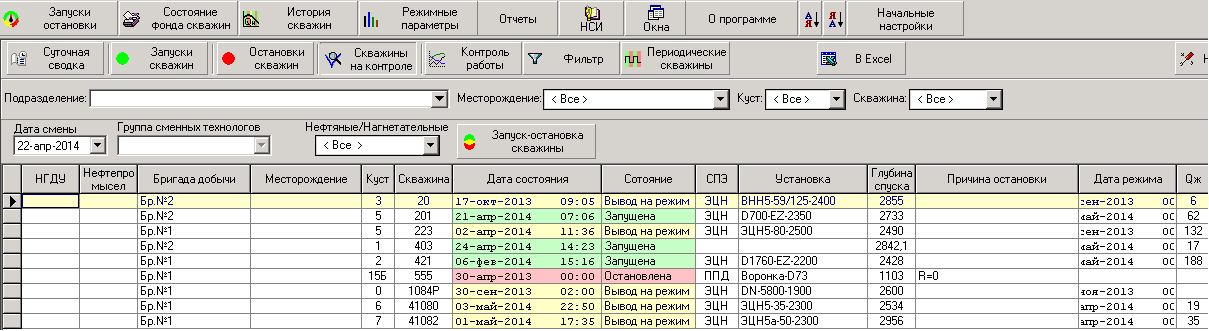 Запуски остановки
Состояние Фонда скважин
История скважин
Режимные параметры
Отчеты
НСИ
Окна
О программе
А Я
Я А
Начальные настройки
Суточная сводка
Запуски скважин
Остановки скважин
Скважины на контроле
Контроль работы
Фильтр
Периодические скважины
В Excel
Н
Подразделение:
Месторождение: < Все >
Куст: < Все >
Скважина: < Все >
Дата смены
Группа сменных технологов
Нефтяные/Нагнетательные
22-апр-2014
< Все >
Запуск-остановка скважины
НГДУ Нефтепро мысел Бригада добычи Месторождение Куст Скважина Дата состояния Сотояние СПЭ Установка Глубина спуска Причина остановки Дата режима Qж
Бр.№2 3 20 17-окт-2013 09:05 Вывод на режим ЭЦН ВНН5-59/125-2400 2855 сен-2013 00 6
Бр.№2 5 201 21-апр-2014 07:06 Запущена ЭЦН D700-EZ-2350 2733 май-2014 00 62
Бр.№1 5 223 02-апр-2014 11:36 Вывод на режим ЭЦН ЭЦН5-80-2500 2490 сен-2013 00 132
Бр.№2 1 403 24-апр-2014 14:23 Запущена 2842,1 май-2014 00 17
Бр.№1 2 421 06-фев-2014 15:16 Запущена ЭЦН D1760-EZ-2200 2428 май-2014 00 188
Бр.№1 15Б 555 30-апр-2013 00:00 Остановлена ППД Воронка-D73 1103 R=0
Бр.№1 0 1084Р 30-сен-2013 02:00 Вывод на режим ЭЦН DN-5800-1900 2600 ноя-2013 00
Бр.№1 6 41080 03-май-2014 22:50 Вывод на режим ЭЦН ЭЦН5-35-2300 2534 апр-2014 00 19
Бр.№1 7 41082 01-май-2014 17:35 Вывод на режим ЭЦН ЭЦН5а-50-2300 2956 апр-2014 00 35